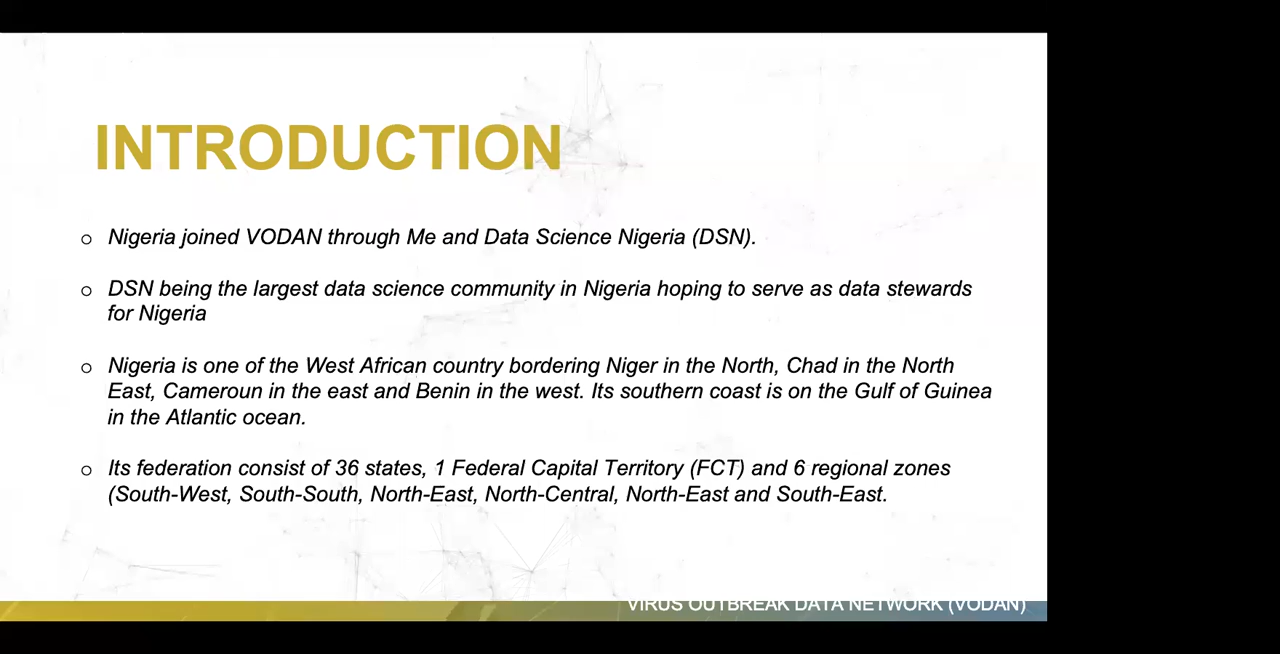 INTRODUCTION
o Nigeria joined VODAN through Me and Data Science Nigeria (DSN).
o DSN being the largest data science community in Nigeria hoping to serve as data stewards
for Nigeria
o Nigeria is one of the West African country bordering Niger in the North, Chad in the North
East, Cameroun in the east and Benin in the west. Its southern coast is on the Gulf of Guinea
in the Atlantic ocean.
o Its federation consist of 36 states, 1 Federal Capital Territory (FCT) and 6 regional zones
(South-West, South-South, North-East, North-Central, North-East and South-East.
VIRUS OUTBREAK DATA NETWORK (VODAN)